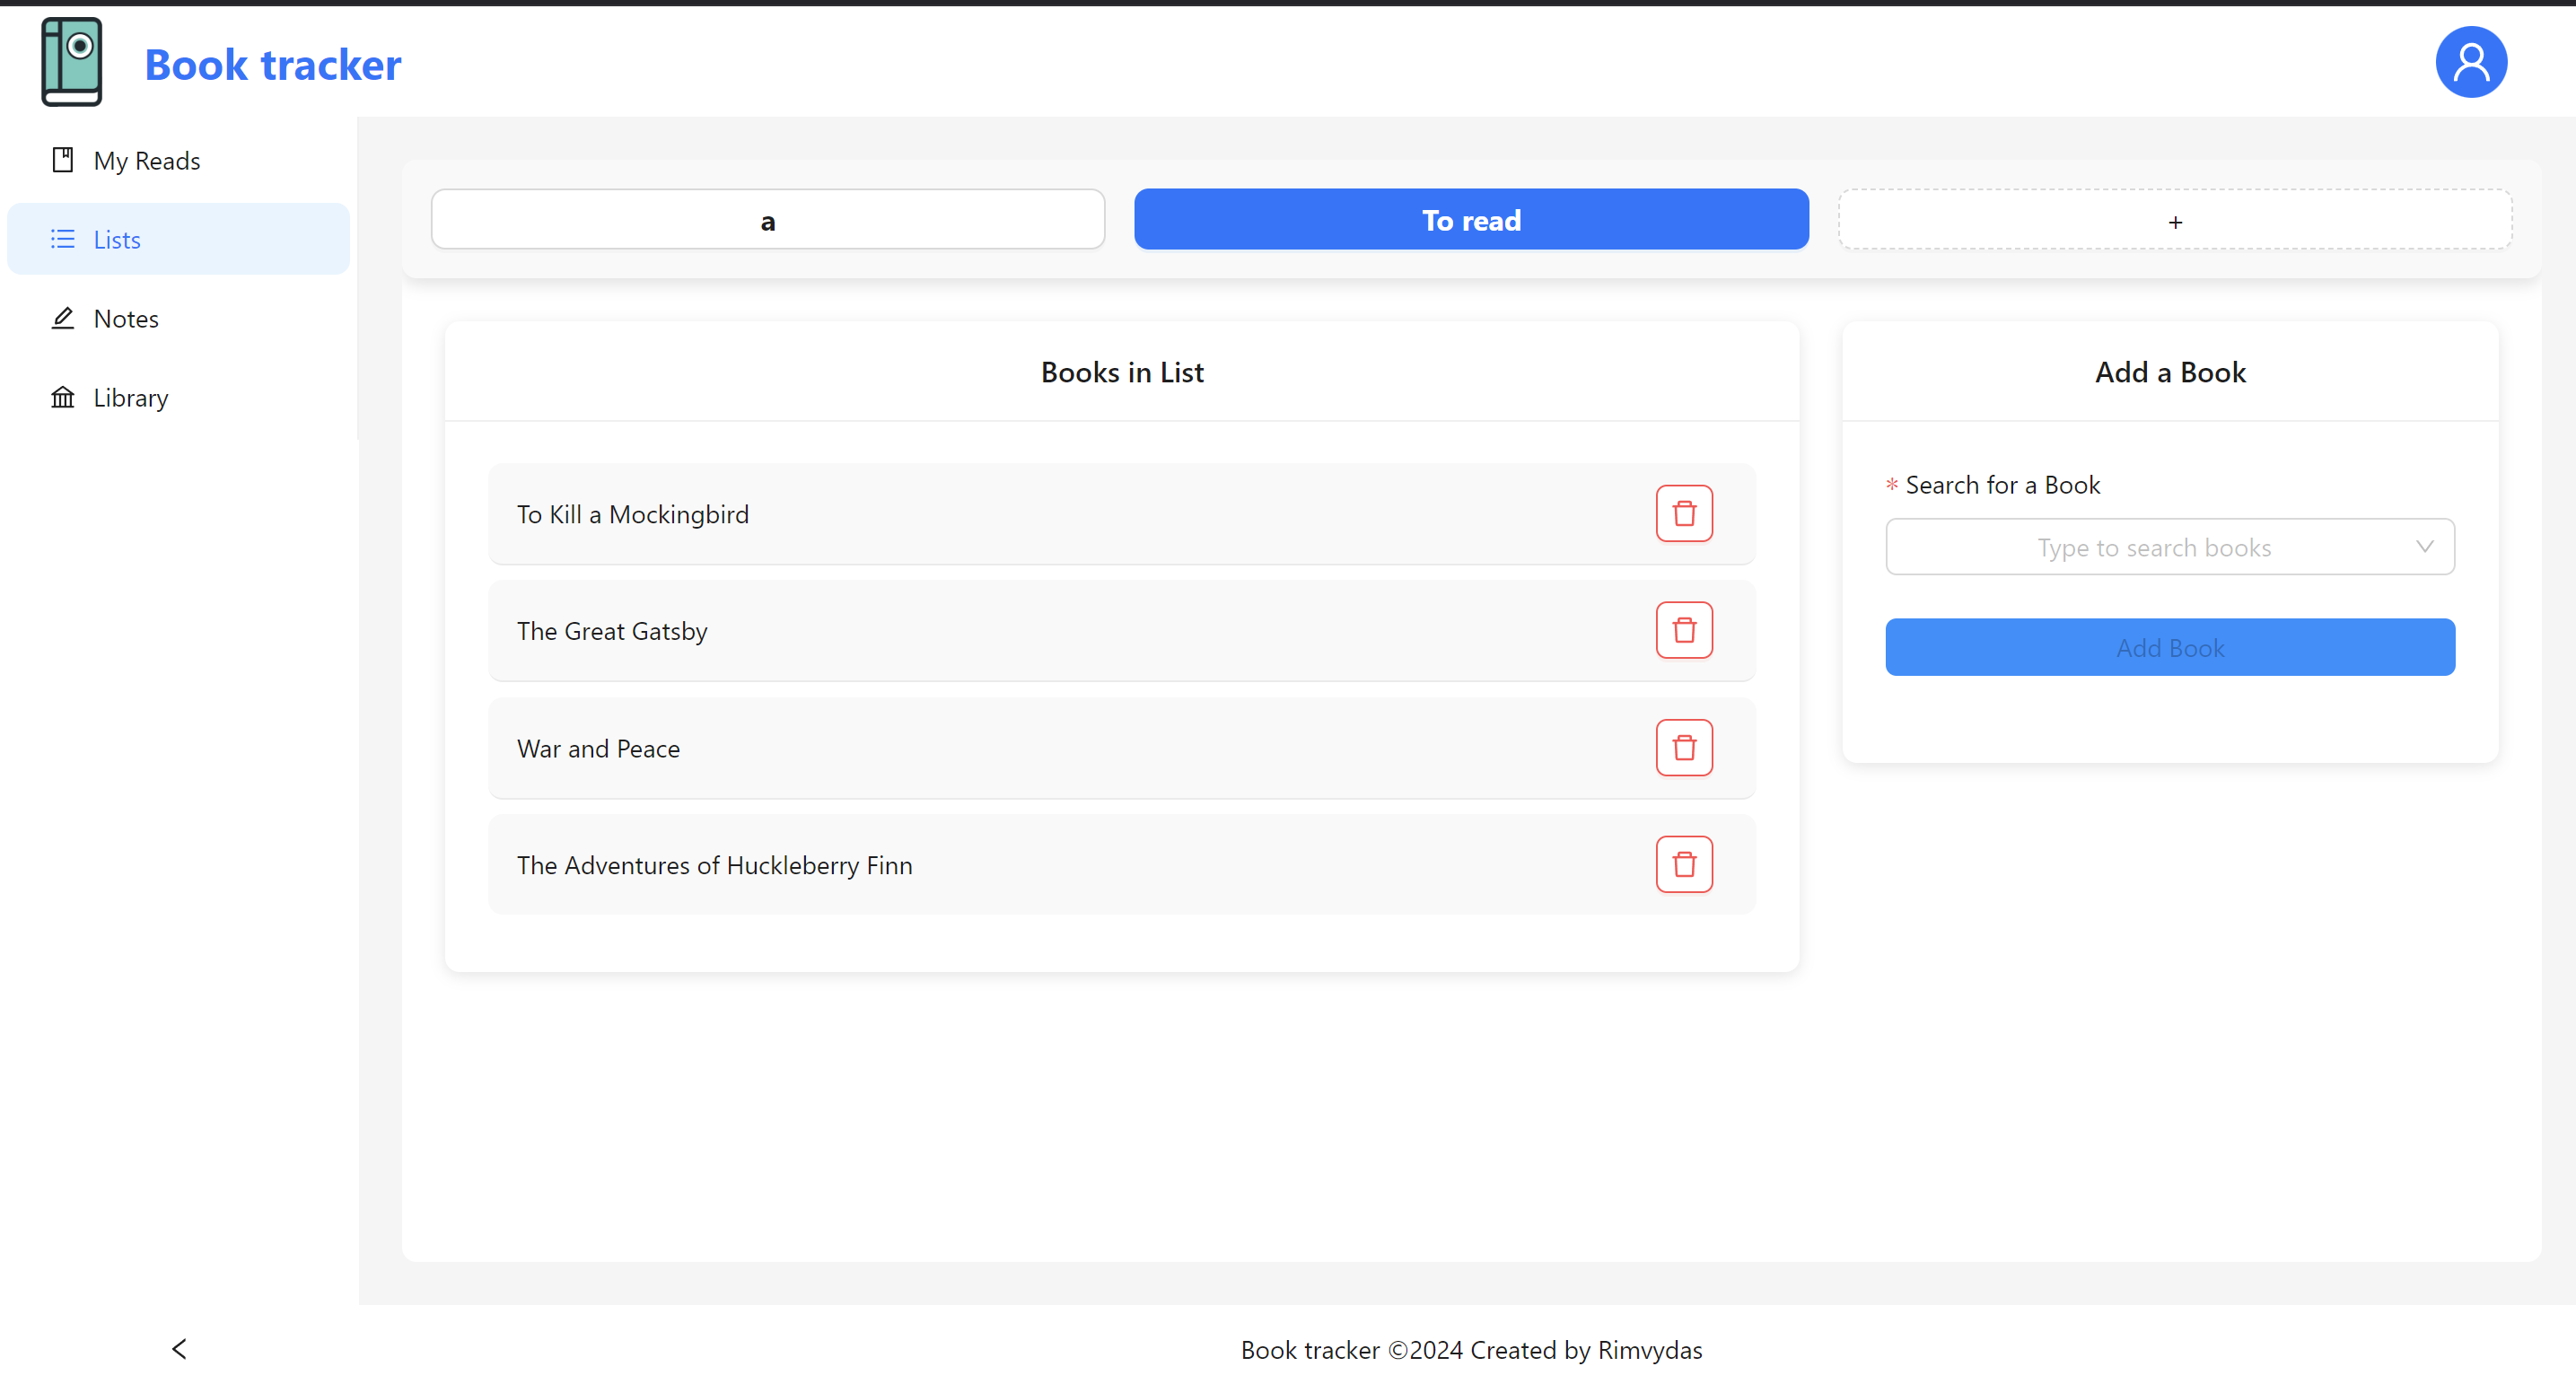 Book tracker
My Reads
Lists
Notes
Library
a
To read
+
Books in List
To Kill a Mockingbird
The Great Gatsby
War and Peace
The Adventures of Huckleberry Finn
Add a Book
* Search for a Book
Type to search books
Add Book
Book tracker ©2024 Created by Rimvydas